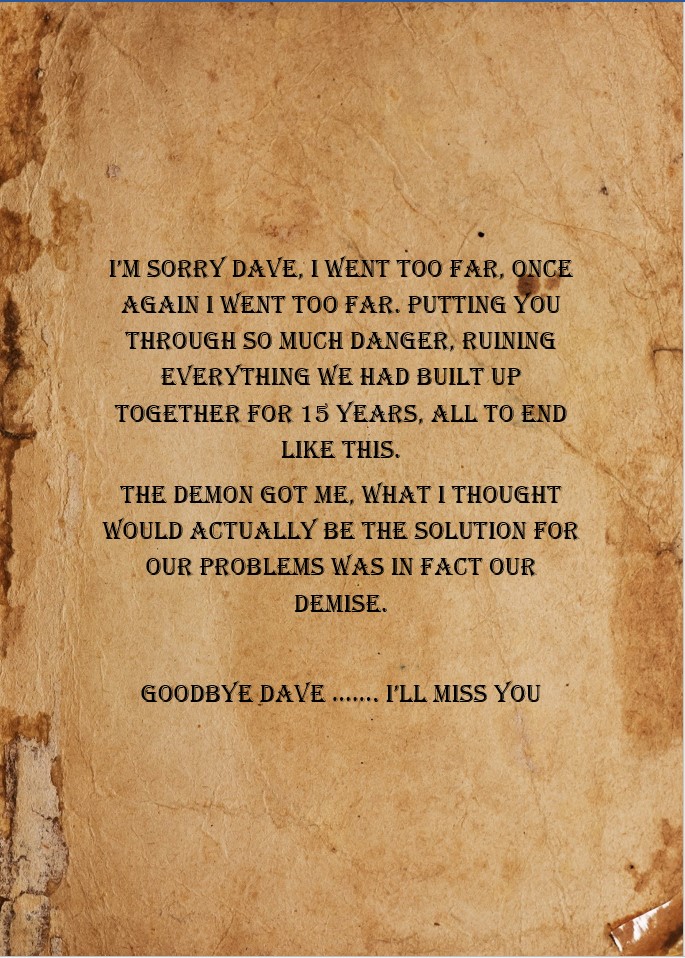 I'M SORRY DAVE, I WENT TOO FAR, ONCE
AGAIN I WENT TOO FAR. PUTTING YOU
THROUGH SO MUCH DANGER, RUINING
EVERYTHING WE HAD BUILT UP
TOGETHER FOR 15 YEARS, ALL TO END
LIKE THIS.
THE DEMON GOT ME, WHAT I THOUGHT
WOULD ACTUALLY BE THE SOLUTION FOR
OUR PROBLEMS WAS IN FACT OUR
DEMISE.
GOODBYE DAVE ....... I'LL MISS YOU